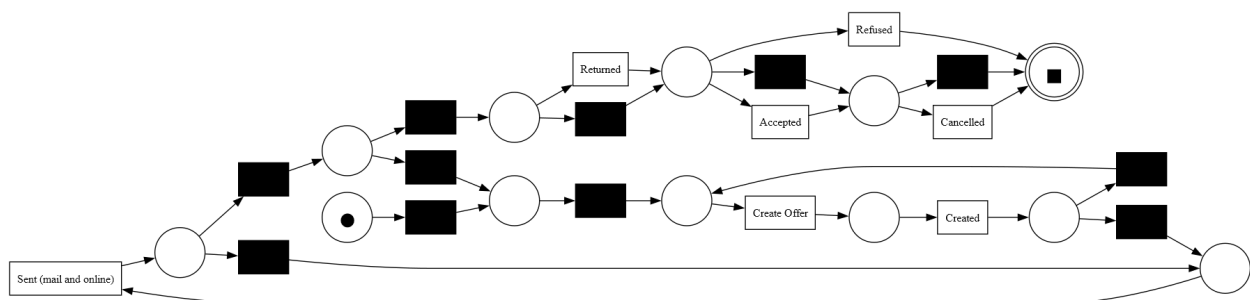 Refused
Returned
Accepted
Cancelled
Create Offer
Created
Sent (mail and online)